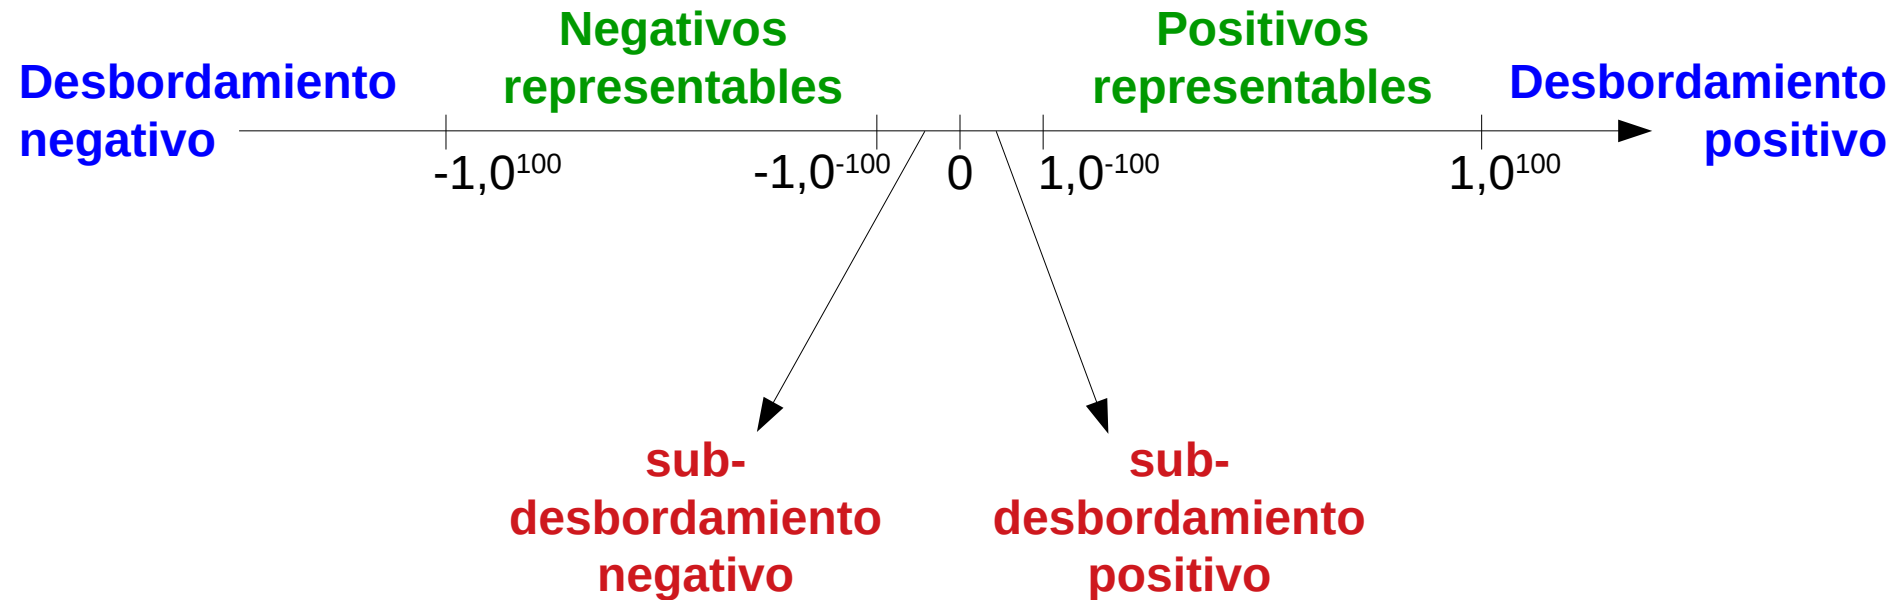 Negativos
representables
Positivos
representables
Desbordamiento
negativo
Desbordamiento
positivo
-1,0¹⁰⁰
-1,0⁻¹⁰⁰
0
1,0⁻¹⁰⁰
1,0¹⁰⁰
sub-
desbordamiento
negativo
sub-
desbordamiento
positivo